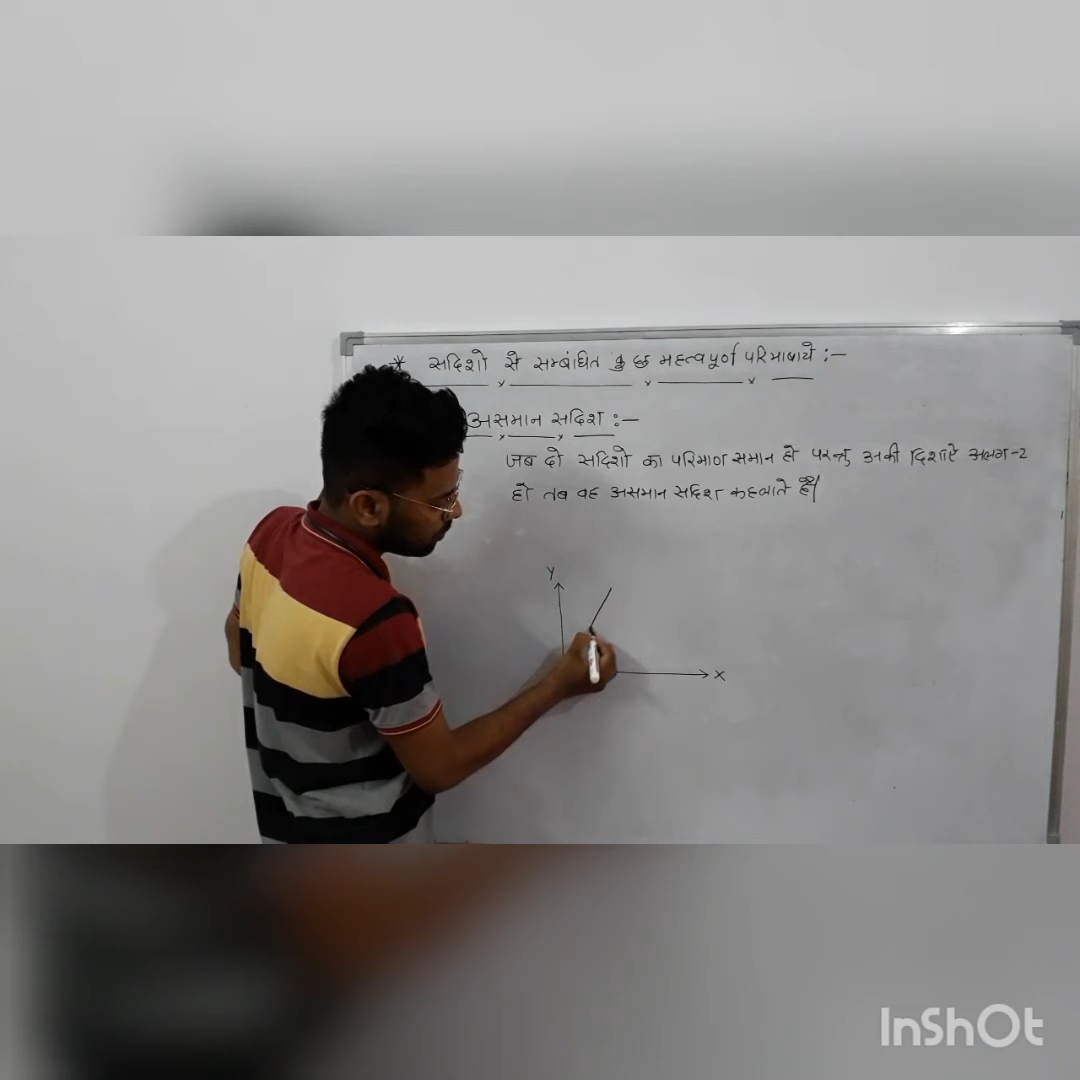 * सदिशो से सम्बंधित कुछ महत्वपूर्ण परिभाषाये :-
असमान सदिश :-
जब दो सदिशो का परिमाण समान हो परन्तु उनकी दिशाऐ अलग-2
हो तब वह असमान सदिश कहलाते है।
Y
X
InShOt